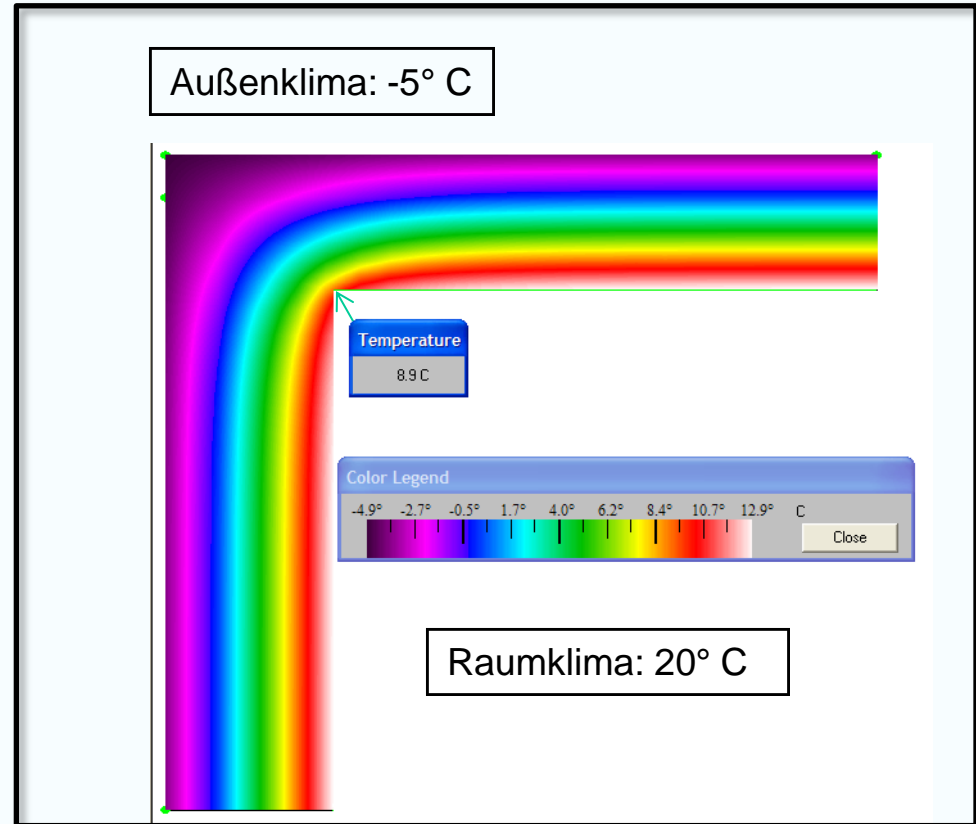 Außenklima: -5° C
Temperature
8.9 C
Color Legend
-4.9° -2.7° -0.5° 1.7° 4.0° 6.2° 8.4° 10.7° 12.9° C
Close
Raumklima: 20° C